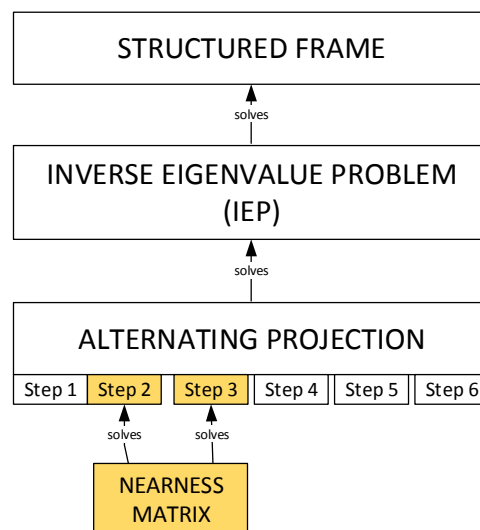 STRUCTURED FRAME
solves
INVERSE EIGENVALUE PROBLEM
(IEP)
solves
ALTERNATING PROJECTION
Step 1 Step 2 Step 3 Step 4 Step 5 Step 6
solves solves
NEARNESS
MATRIX